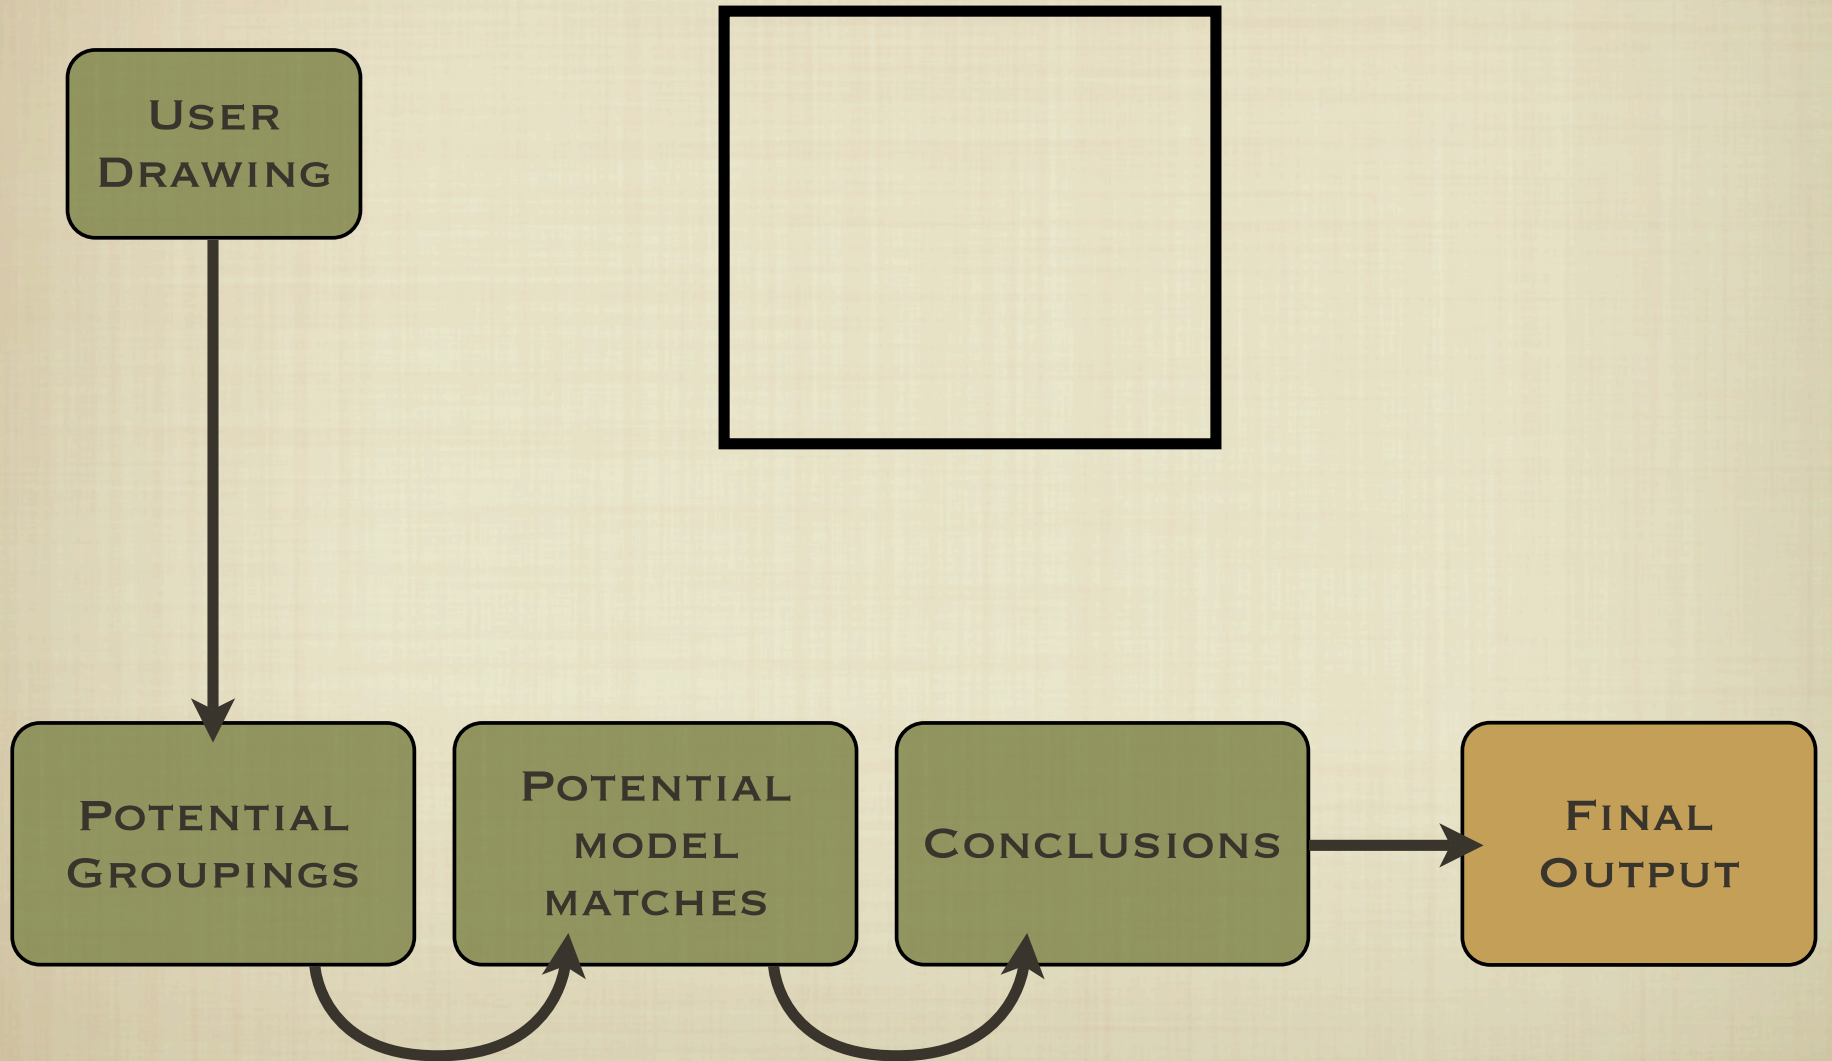 User
Drawing
Potential
Groupings
Potential
model
matches
Conclusions
Final
Output